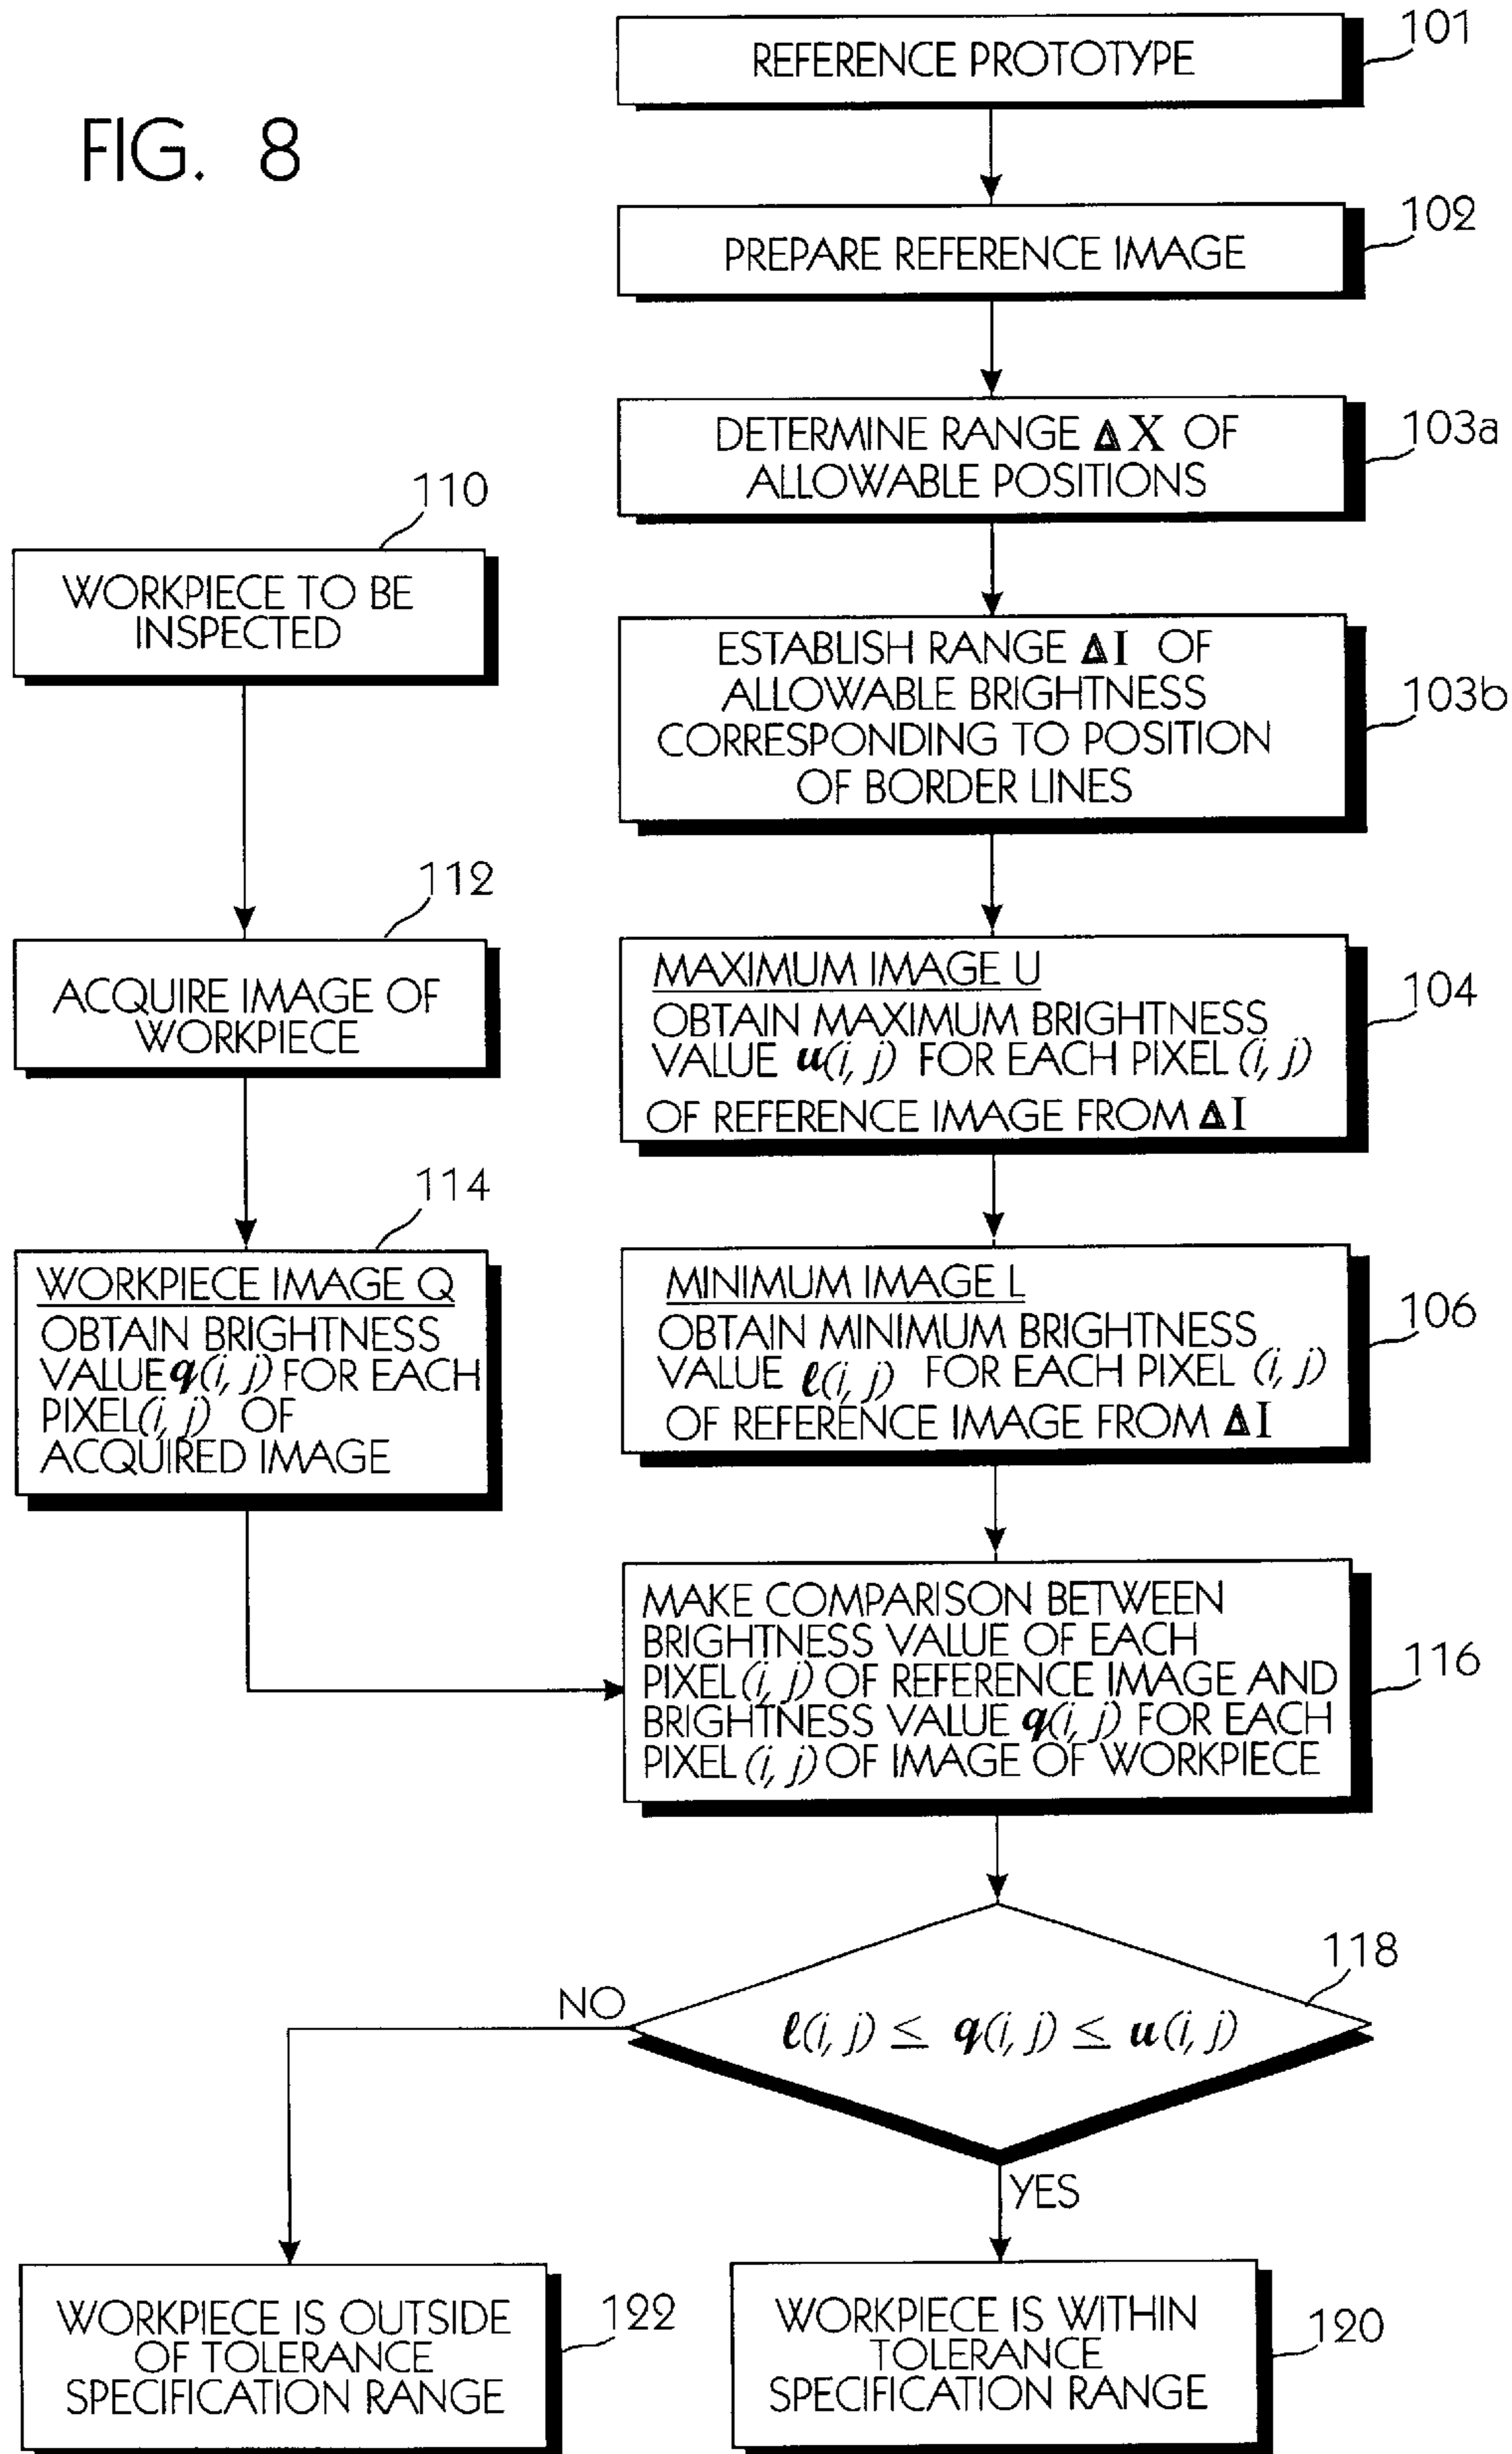 FIG. 8
REFERENCE PROTOTYPE
101
PREPARE REFERENCE IMAGE
102
DETERMINE RANGE ΔX OF
ALLOWABLE POSITIONS
103a
ESTABLISH RANGE ΔI OF
ALLOWABLE BRIGHTNESS
CORRESPONDING TO POSITION
OF BORDER LINES
103b
MAXIMUM IMAGE U
OBTAIN MAXIMUM BRIGHTNESS
VALUE u(i, j) FOR EACH PIXEL (i, j)
OF REFERENCE IMAGE FROM ΔI
104
MINIMUM IMAGE L
OBTAIN MINIMUM BRIGHTNESS
VALUE ℓ(i, j) FOR EACH PIXEL (i, j)
OF REFERENCE IMAGE FROM ΔI
106
110
WORKPIECE TO BE
INSPECTED
112
ACQUIRE IMAGE OF
WORKPIECE
114
WORKPIECE IMAGE Q
OBTAIN BRIGHTNESS
VALUE q(i, j) FOR EACH
PIXEL(i, j) OF
ACQUIRED IMAGE
MAKE COMPARISON BETWEEN
BRIGHTNESS VALUE OF EACH
PIXEL(i, j) OF REFERENCE IMAGE AND
BRIGHTNESS VALUE q(i, j) FOR EACH
PIXEL (i, j) OF IMAGE OF WORKPIECE
116
118
ℓ(i, j) ≤ q(i, j) ≤ u(i, j)
NO
YES
WORKPIECE IS OUTSIDE
OF TOLERANCE
SPECIFICATION RANGE
122
WORKPIECE IS WITHIN
TOLERANCE
SPECIFICATION RANGE
120